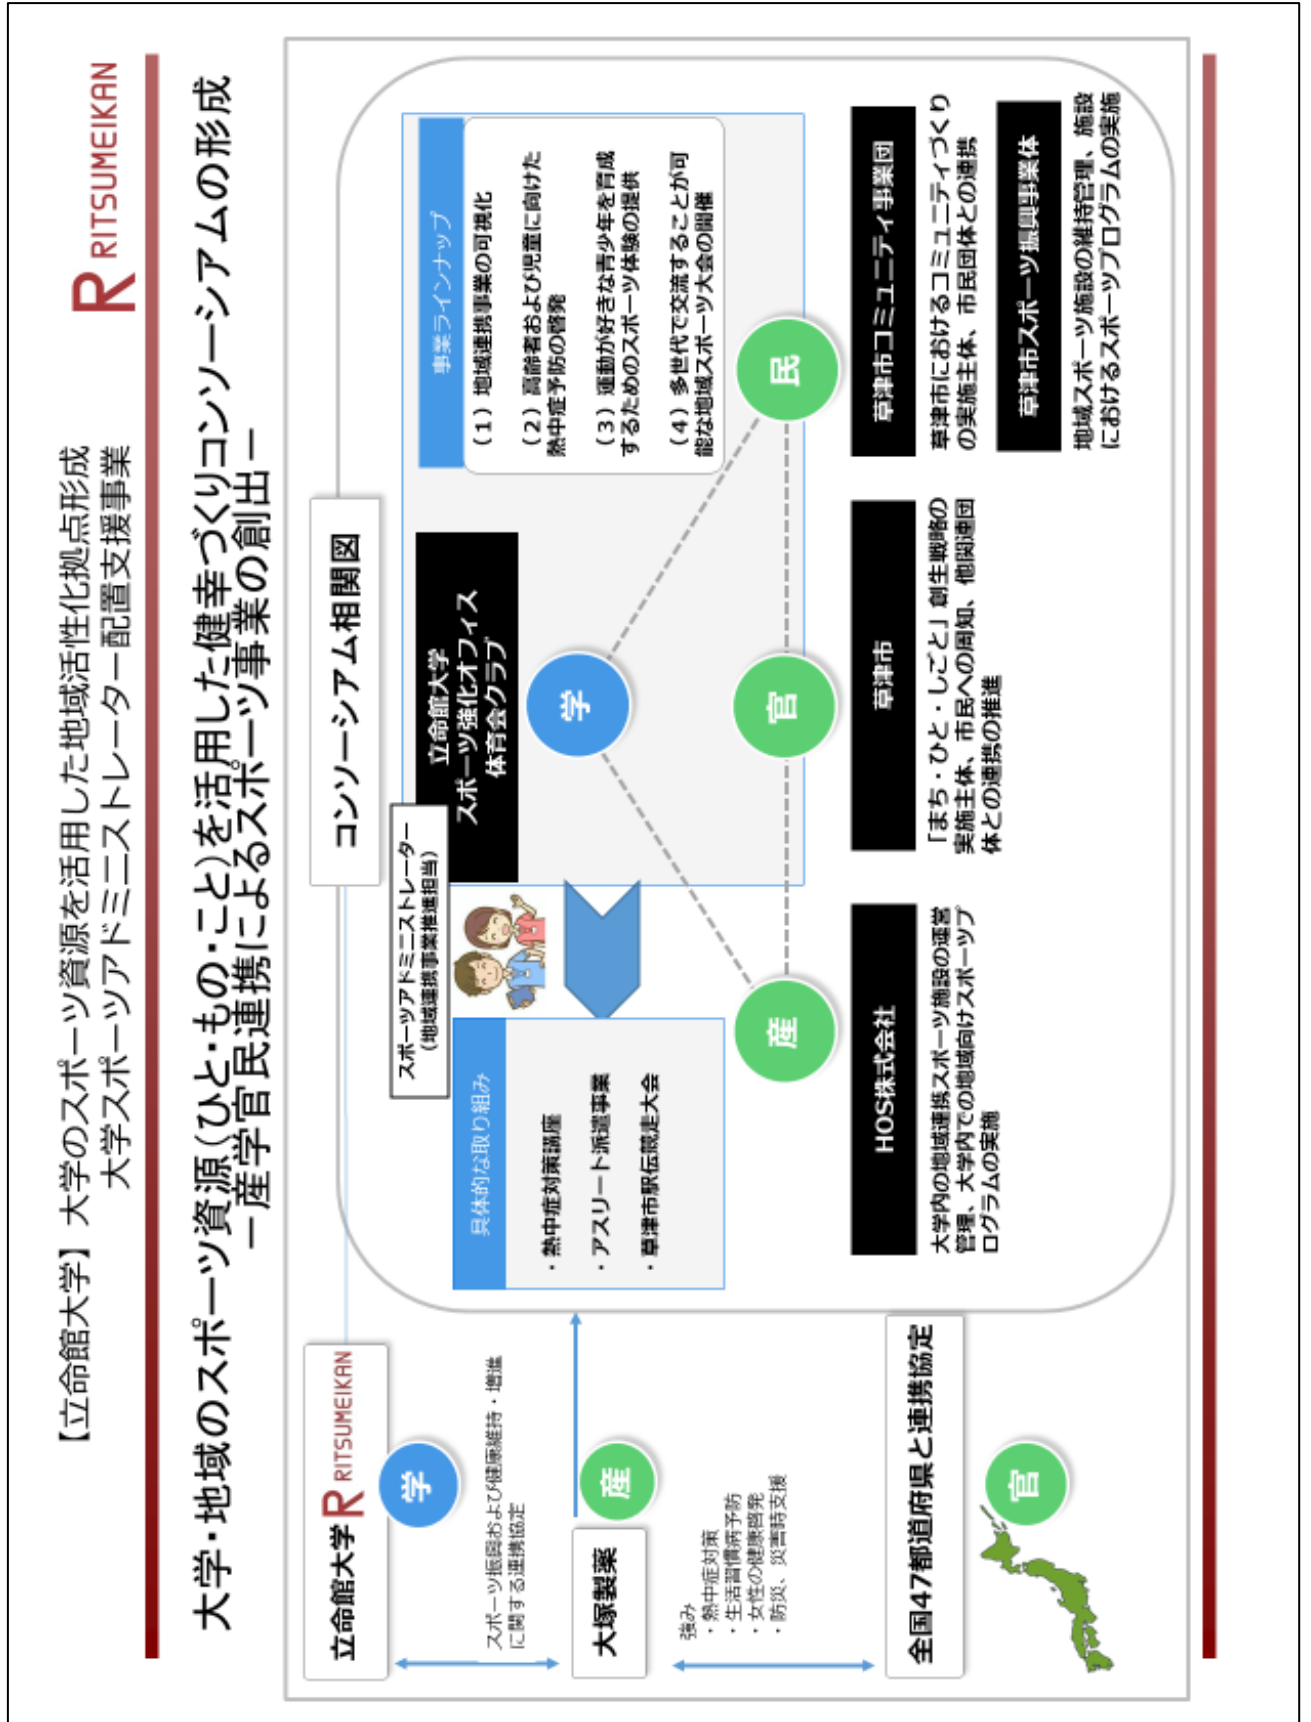 【立命館大学】大学のスポーツ資源を活用した地域活性化拠点形成
大学スポーツアドミニストレーター配置支援事業
R RITSUMEIKAN
大学・地域のスポーツ資源(ひと・もの・こと)を活用した健幸づくりコンソーシアムの形成
－産学官民連携によるスポーツ事業の創出－
立命館大学
R RITSUMEIKAN
学
スポーツ振興および健康維持・増進
に関する連携協定
大塚製薬
産
強み
・熱中症対策
・生活習慣病予防
・女性の健康啓発
・防災、災害時支援
全国47都道府県と連携協定
官
コンソーシアム相関図
スポーツアドミニストレーター
（地域連携事業推進担当）
具体的な取り組み
・熱中症対策講座
・アスリート派遣事業
・草津市駅伝競走大会
立命館大学
スポーツ強化オフィス
体育会クラブ
事業ラインナップ
（1）地域連携事業の可視化
（2）高齢者および児童に向けた
熱中症予防の啓発
（3）運動が好きな青少年を育成
するためのスポーツ体験の提供
（4）多世代で交流することが可
能な地域スポーツ大会の開催
学
産
官
民
HOS株式会社
大学内の地域連携スポーツ施設の運営
管理、大学内での地域向けスポーツプ
ログラムの実施
草津市
「まち・ひと・しごと」創生戦略の
実施主体、市民への周知、他関連団
体との連携の推進
草津市コミュニティ事業団
草津市におけるコミュニティづくり
の実施主体、市民団体との連携
草津市スポーツ振興事業体
地域スポーツ施設の維持管理、施設
におけるスポーツプログラムの実施